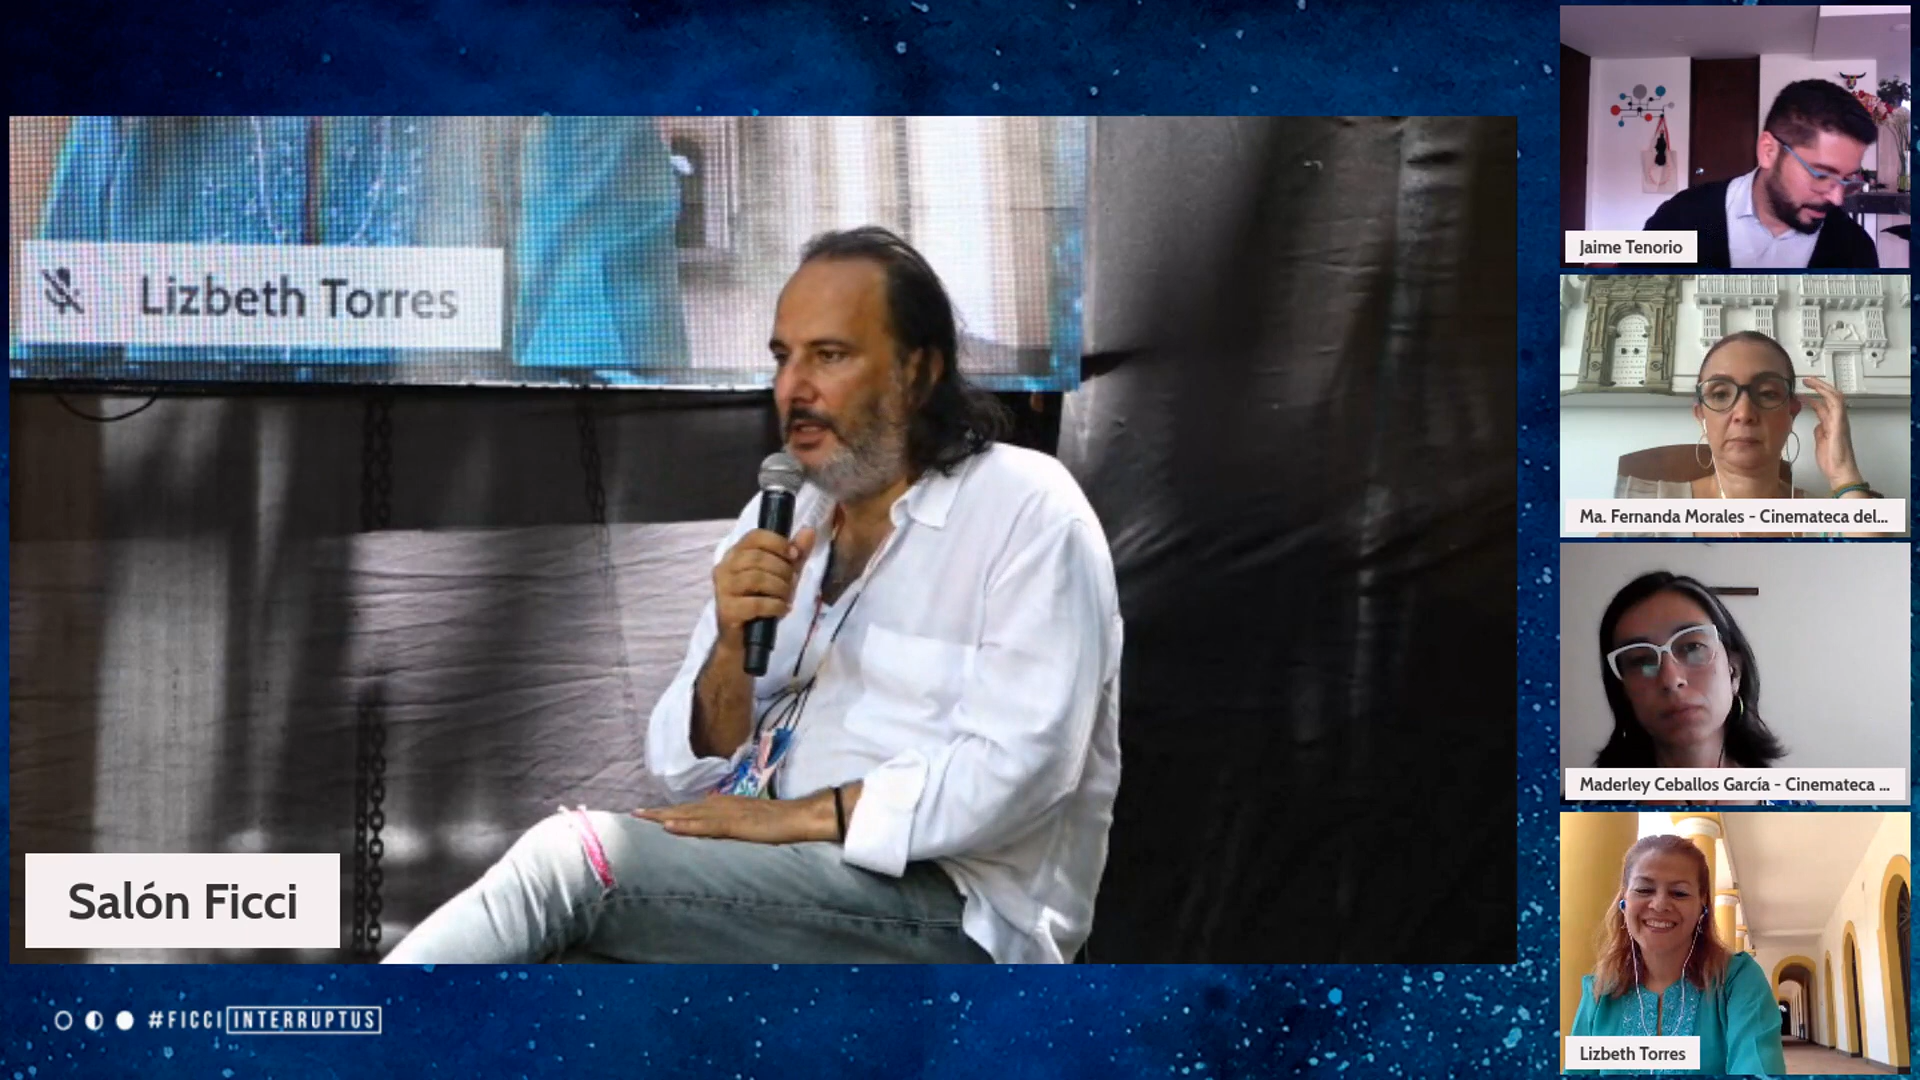 Lizbeth Torres
Salón Ficci
#FICCI INTERRUPTUS
Jaime Tenorio
Ma. Fernanda Morales - Cinemateca del...
Maderley Ceballos García - Cinemateca ...
Lizbeth Torres